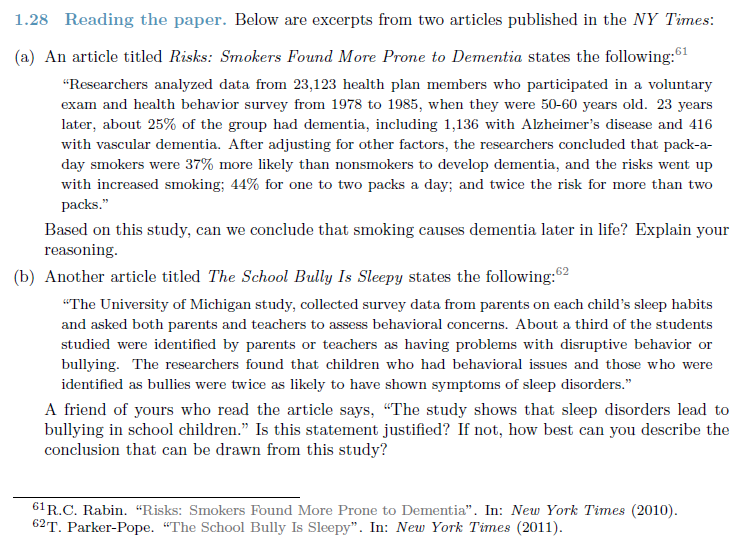 1.28 Reading the paper. Below are excerpts from two articles published in the NY Times:
(a) An article titled Risks: Smokers Found More Prone to Dementia states the following:61
“Researchers analyzed data from 23,123 health plan members who participated in a voluntary
exam and health behavior survey from 1978 to 1985, when they were 50-60 years old. 23 years
later, about 25% of the group had dementia, including 1,136 with Alzheimer’s disease and 416
with vascular dementia. After adjusting for other factors, the researchers concluded that pack-a-
day smokers were 37% more likely than nonsmokers to develop dementia, and the risks went up
with increased smoking; 44% for one to two packs a day; and twice the risk for more than two
packs.”
Based on this study, can we conclude that smoking causes dementia later in life? Explain your
reasoning.
(b) Another article titled The School Bully Is Sleepy states the following:62
“The University of Michigan study, collected survey data from parents on each child’s sleep habits
and asked both parents and teachers to assess behavioral concerns. About a third of the students
studied were identified by parents or teachers as having problems with disruptive behavior or
bullying. The researchers found that children who had behavioral issues and those who were
identified as bullies were twice as likely to have shown symptoms of sleep disorders.”
A friend of yours who read the article says, “The study shows that sleep disorders lead to
bullying in school children.” Is this statement justified? If not, how best can you describe the
conclusion that can be drawn from this study?
61R.C. Rabin. “Risks: Smokers Found More Prone to Dementia”. In: New York Times (2010).
62T. Parker-Pope. “The School Bully Is Sleepy”. In: New York Times (2011).